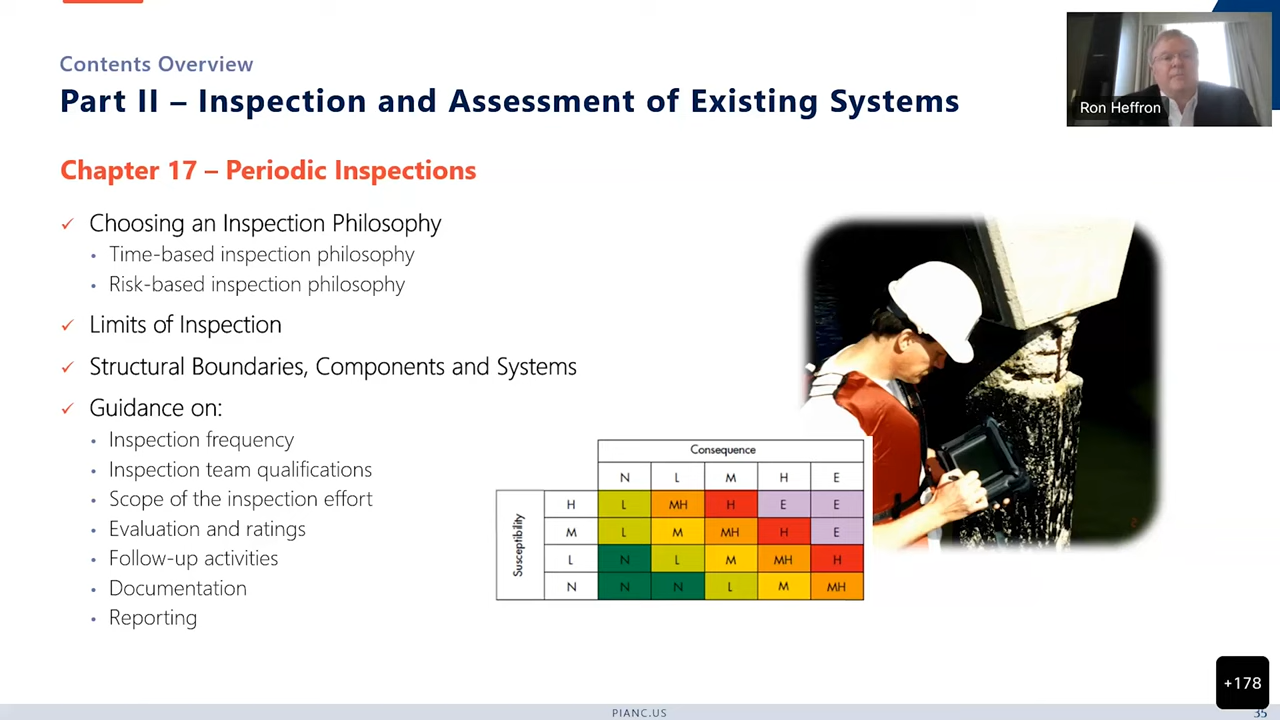 Contents Overview
Part II – Inspection and Assessment of Existing Systems
Ron Heffron
Chapter 17 – Periodic Inspections
✓ Choosing an Inspection Philosophy
• Time-based inspection philosophy
• Risk-based inspection philosophy
✓ Limits of Inspection
✓ Structural Boundaries, Components and Systems
✓ Guidance on:
• Inspection frequency
• Inspection team qualifications
• Scope of the inspection effort
• Evaluation and ratings
• Follow-up activities
• Documentation
• Reporting
Consequence
N L M H E
Susceptibility
H L MH H E E
M L M MH H E
L N L M MH H
N N N L M MH
+178
PIANC.US
35